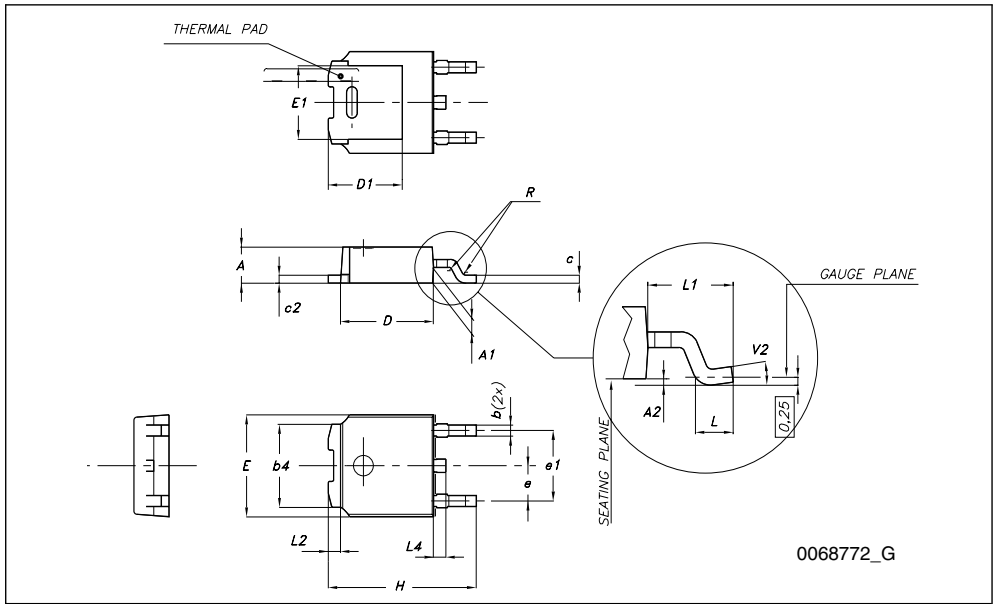 THERMAL PAD
E1
D1
R
A
c
c2
D
A1
L1
GAUGE PLANE
V2
A2
L
0.25
SEATING PLANE
b(2x)
E
b4
e
e1
L2
L4
H
0068772_G